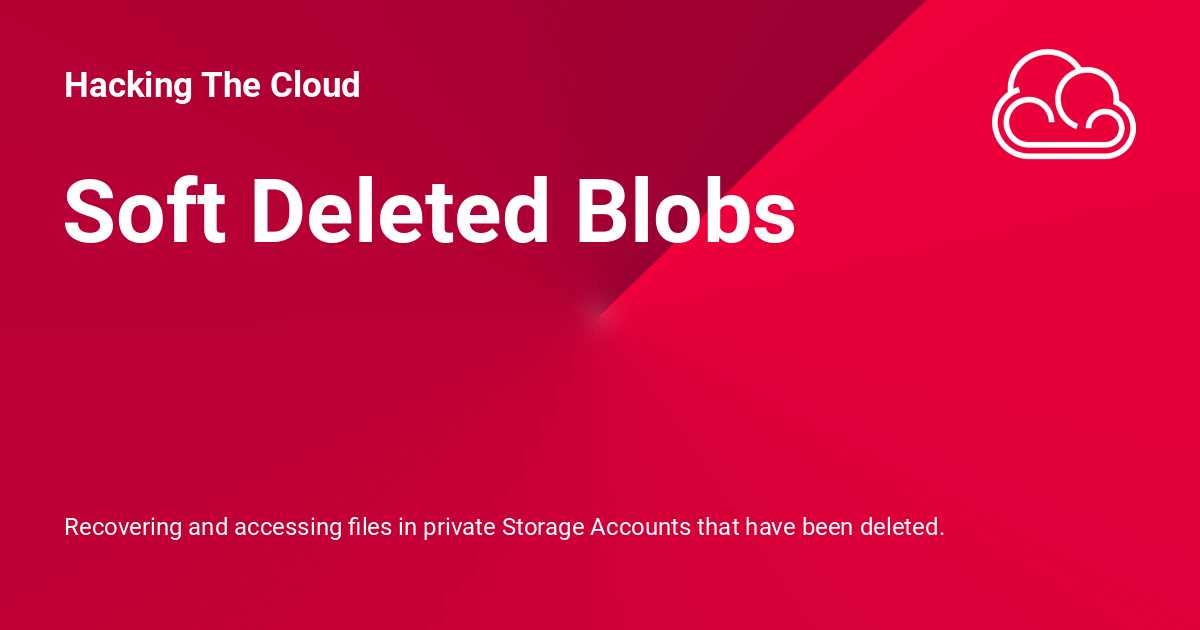 Hacking The Cloud
Soft Deleted Blobs
Recovering and accessing files in private Storage Accounts that have been deleted.